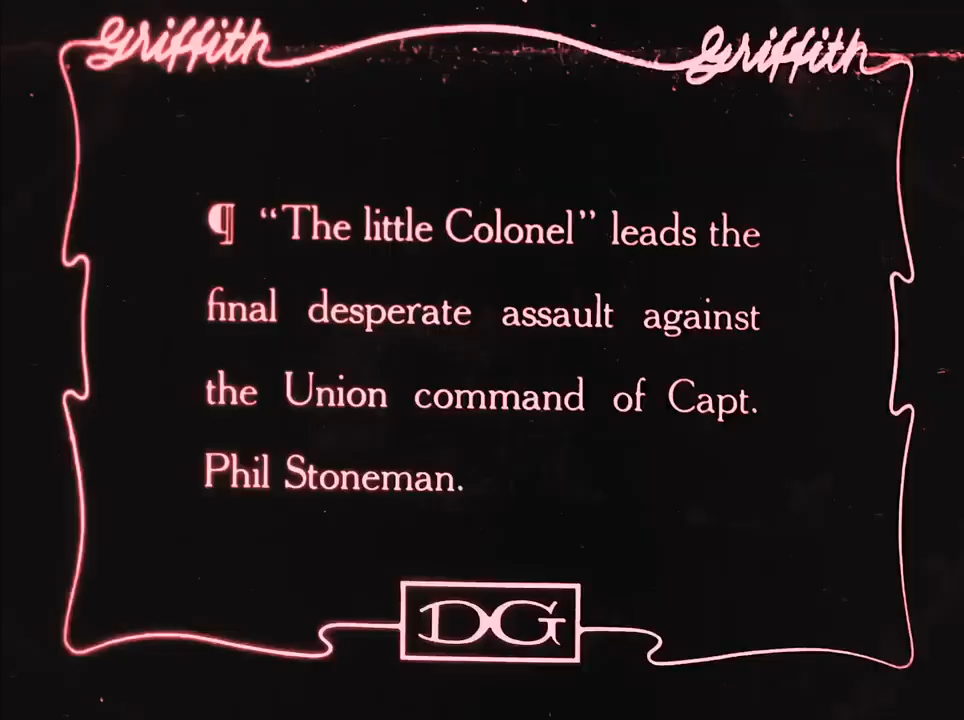 Griffith Griffith
¶ “The little Colonel” leads the
final desperate assault against
the Union command of Capt.
Phil Stoneman.
DG